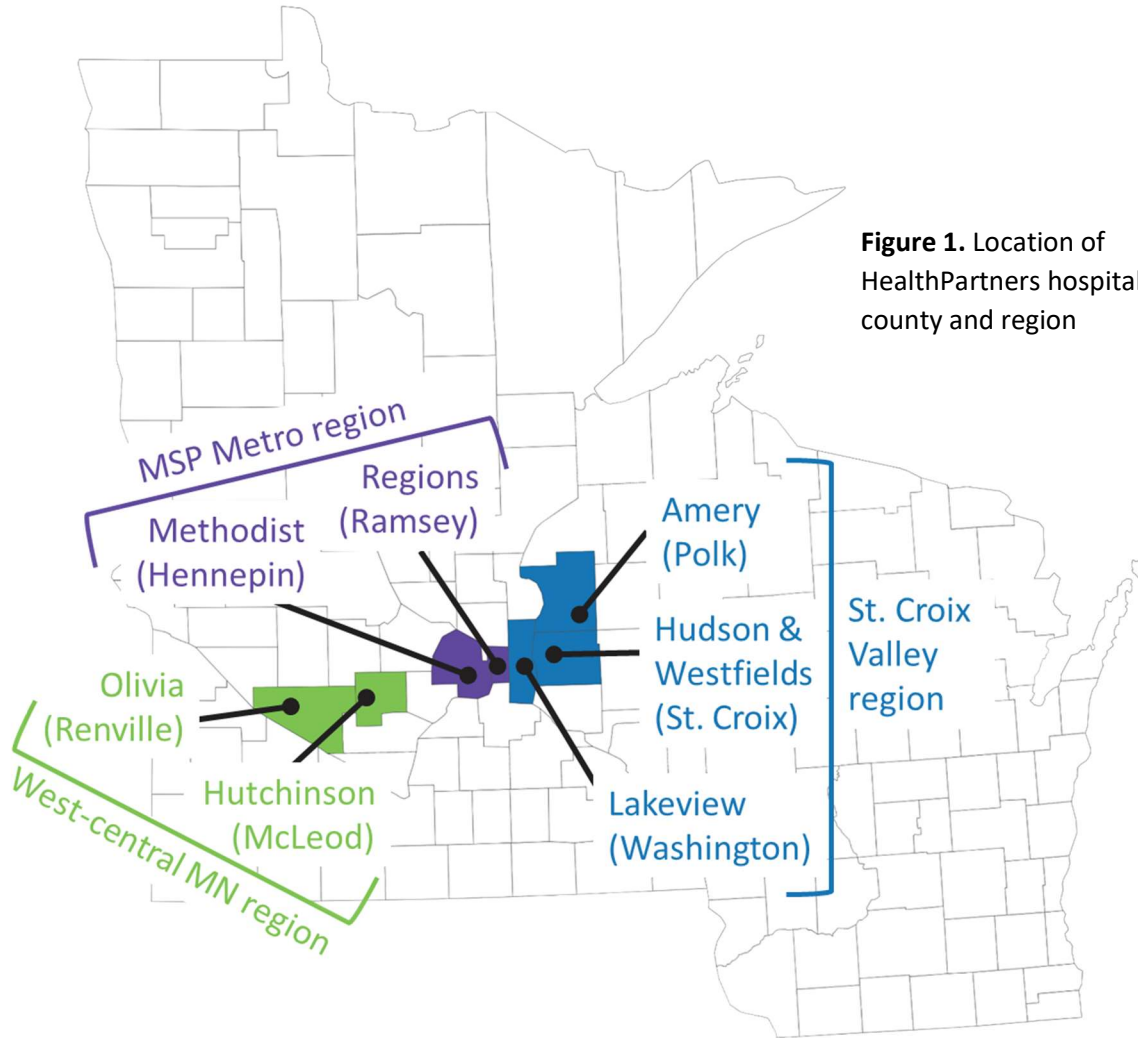 Figure 1. Location of
HealthPartners hospital
county and region
MSP Metro region
Regions
(Ramsey)
Methodist
(Hennepin)
Amery
(Polk)
Hudson &
Westfields
(St. Croix)
St. Croix
Valley
region
Olivia
(Renville)
Hutchinson
(McLeod)
Lakeview
(Washington)
West-central MN region